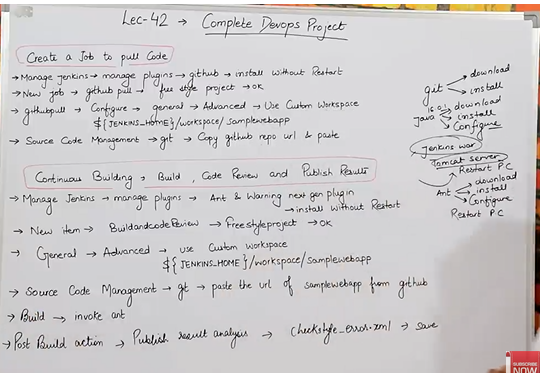 Lec-42 → Complete Devops Project
Create a Job to pull Code
→ Manage jenkins → manage plugins → github → install without Restart
→ New job → github pull → free style project → OK
→ githubpull → Configure → general → Advanced → Use Custom Workspace
${JENKINS_HOME}/workspace/samplewebapp
→ Source Code Management → git → Copy github repo url & paste
git → download
→ install
16.0.1
Java → download
→ install
→ Configure
Jenkins war
Tomcat server
→ Restart PC
Ant → download
→ install
→ Configure
Restart PC
Continuous Building → Build, Code Review and Publish Results
→ Manage Jenkins → manage plugins → Ant & Warning next gen plugin
→ install without Restart
→ New item → BuildandcodeReview → Freestyleproject → OK
→ General → Advanced → use Custom Workspace
${JENKINS_HOME}/workspace/samplewebapp
→ Source Code Management → git → paste the url of samplewebapp from github
→ Build → invoke ant
→ Post Build action → Publish result analysis → checkstyle_error.xml → save
SUBSCRIBE
NOW